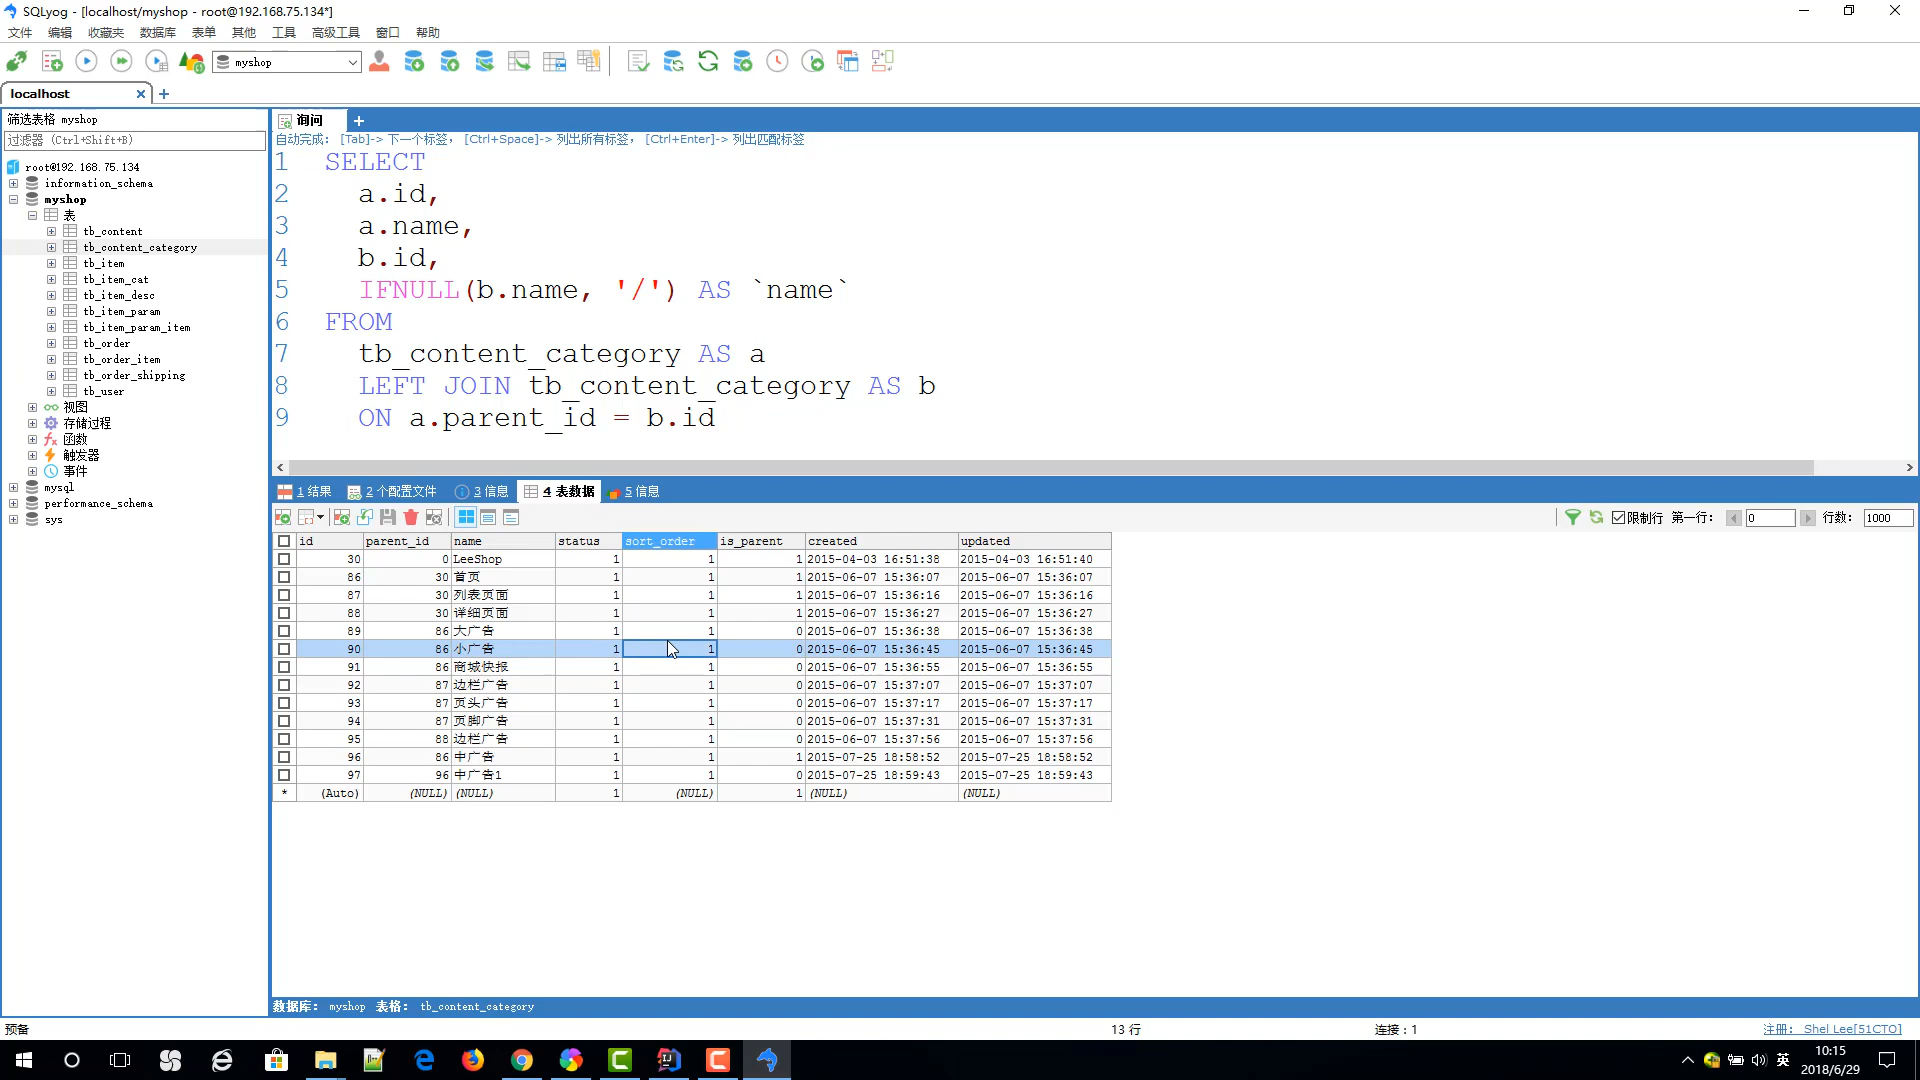 SQLyog - [localhost/myshop - root@192.168.75.134*]
文件 编辑 收藏夹 数据库 表单 其他 工具 高级工具 窗口 帮助
myshop
localhost
筛选表格 myshop
过滤器 (Ctrl+Shift+B)
root@192.168.75.134
information_schema
myshop
表
tb_content
tb_content_category
tb_item
tb_item_cat
tb_item_desc
tb_item_param
tb_item_param_item
tb_order
tb_order_item
tb_order_shipping
tb_user
视图
存储过程
函数
触发器
事件
mysql
performance_schema
sys
询问
自动完成: [Tab]-> 下一个标签, [Ctrl+Space]-> 列出所有标签, [Ctrl+Enter]-> 列出匹配标签
1 SELECT
2 a.id,
3 a.name,
4 b.id,
5 IFNULL(b.name, '/') AS `name`
6 FROM
7 tb_content_category AS a
8 LEFT JOIN tb_content_category AS b
9 ON a.parent_id = b.id
1 结果 2 个配置文件 3 信息 4 表数据 5 信息
限制行 第一行: 0 行数: 1000
id parent_id name status sort_order is_parent created updated
30 0 LeeShop 1 1 1 2015-04-03 16:51:38 2015-04-03 16:51:40
86 30 首页 1 1 1 2015-06-07 15:36:07 2015-06-07 15:36:07
87 30 列表页面 1 1 1 2015-06-07 15:36:16 2015-06-07 15:36:16
88 30 详细页面 1 1 1 2015-06-07 15:36:27 2015-06-07 15:36:27
89 86 大广告 1 1 0 2015-06-07 15:36:38 2015-06-07 15:36:38
90 86 小广告 1 1 0 2015-06-07 15:36:45 2015-06-07 15:36:45
91 86 商城快报 1 1 0 2015-06-07 15:36:55 2015-06-07 15:36:55
92 87 边栏广告 1 1 0 2015-06-07 15:37:07 2015-06-07 15:37:07
93 87 页头广告 1 1 0 2015-06-07 15:37:17 2015-06-07 15:37:17
94 87 页脚广告 1 1 0 2015-06-07 15:37:31 2015-06-07 15:37:31
95 88 边栏广告 1 1 0 2015-06-07 15:37:56 2015-06-07 15:37:56
96 86 中广告 1 1 1 2015-07-25 18:58:52 2015-07-25 18:58:52
97 96 中广告1 1 1 0 2015-07-25 18:59:43 2015-07-25 18:59:43
* (Auto) (NULL) (NULL) 1 (NULL) 1 (NULL) (NULL)
数据库: myshop 表格: tb_content_category
预备 13 行 连接 : 1 注册: Shel Lee[51CTO]
英 10:15
2018/6/29